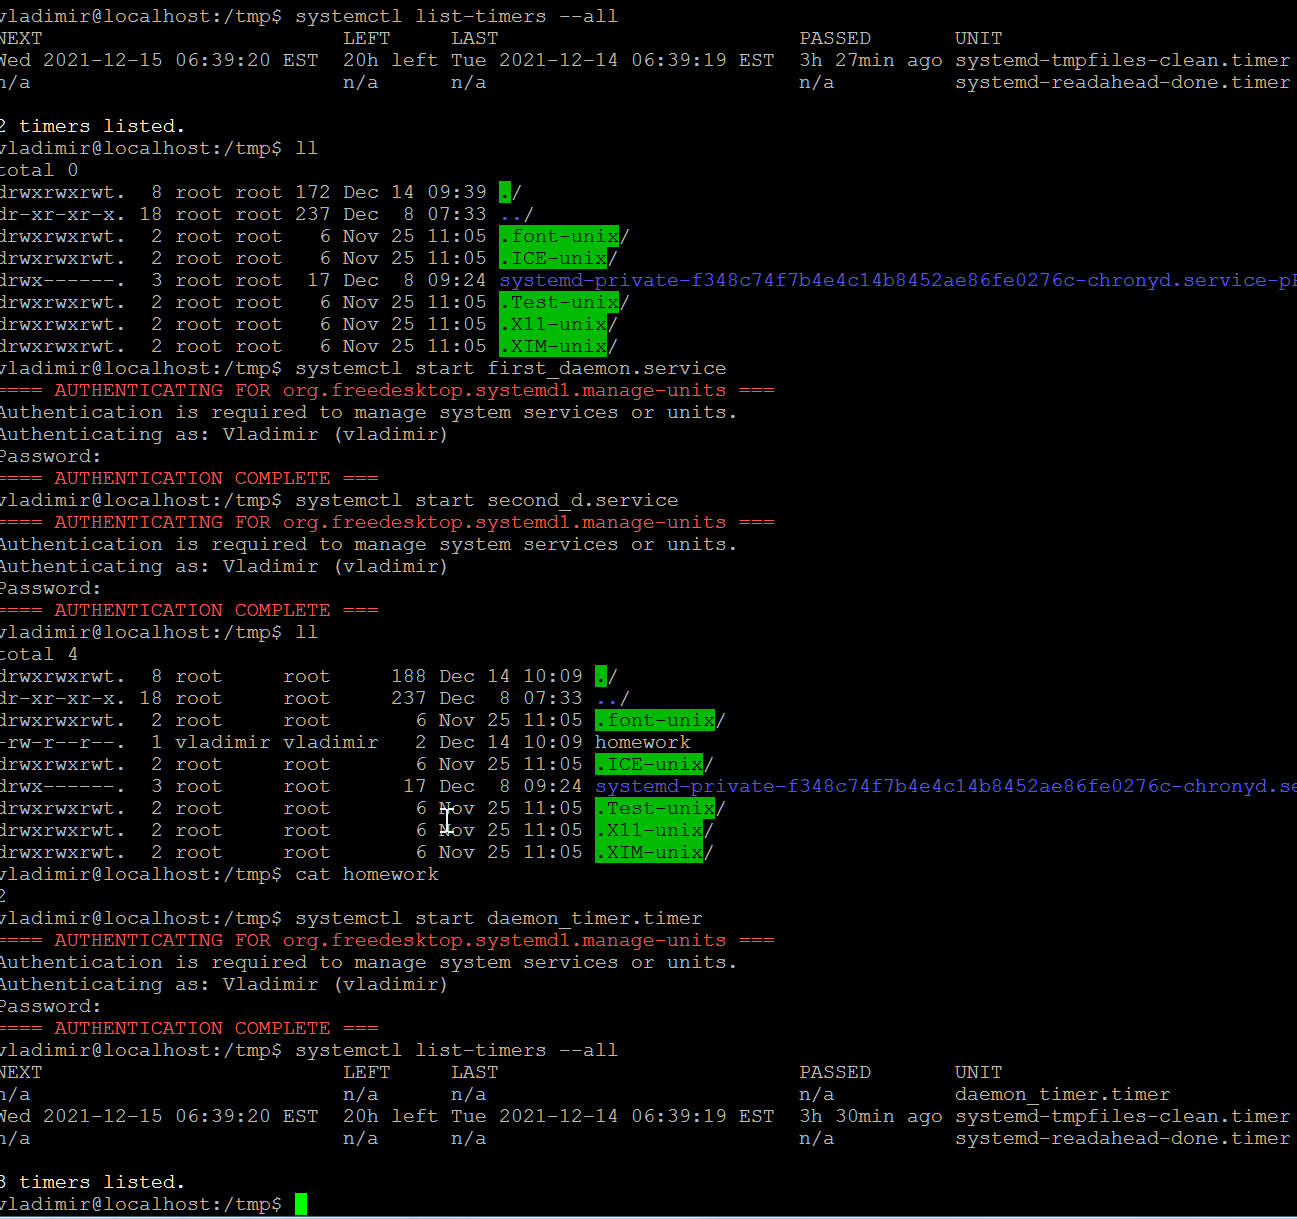 vladimir@localhost:/tmp$ systemctl list-timers --all
NEXT LEFT LAST PASSED UNIT
Wed 2021-12-15 06:39:20 EST 20h left Tue 2021-12-14 06:39:19 EST 3h 27min ago systemd-tmpfiles-clean.timer
n/a n/a n/a n/a systemd-readahead-done.timer
2 timers listed.
vladimir@localhost:/tmp$ ll
total 0
drwxrwxrwt. 8 root root 172 Dec 14 09:39 ./
dr-xr-xr-x. 18 root root 237 Dec 8 07:33 ../
drwxrwxrwt. 2 root root 6 Nov 25 11:05 .font-unix/
drwxrwxrwt. 2 root root 6 Nov 25 11:05 .ICE-unix/
drwx------. 3 root root 17 Dec 8 09:24 systemd-private-f348c74f7b4e4c14b8452ae86fe0276c-chronyd.service-p
drwxrwxrwt. 2 root root 6 Nov 25 11:05 .Test-unix/
drwxrwxrwt. 2 root root 6 Nov 25 11:05 .X11-unix/
drwxrwxrwt. 2 root root 6 Nov 25 11:05 .XIM-unix/
vladimir@localhost:/tmp$ systemctl start first_daemon.service
==== AUTHENTICATING FOR org.freedesktop.systemd1.manage-units ===
Authentication is required to manage system services or units.
Authenticating as: Vladimir (vladimir)
Password:
==== AUTHENTICATION COMPLETE ===
vladimir@localhost:/tmp$ systemctl start second_d.service
==== AUTHENTICATING FOR org.freedesktop.systemd1.manage-units ===
Authentication is required to manage system services or units.
Authenticating as: Vladimir (vladimir)
Password:
==== AUTHENTICATION COMPLETE ===
vladimir@localhost:/tmp$ ll
total 4
drwxrwxrwt. 8 root root 188 Dec 14 10:09 ./
dr-xr-xr-x. 18 root root 237 Dec 8 07:33 ../
drwxrwxrwt. 2 root root 6 Nov 25 11:05 .font-unix/
-rw-r--r--. 1 vladimir vladimir 2 Dec 14 10:09 homework
drwxrwxrwt. 2 root root 6 Nov 25 11:05 .ICE-unix/
drwx------. 3 root root 17 Dec 8 09:24 systemd-private-f348c74f7b4e4c14b8452ae86fe0276c-chronyd.se
drwxrwxrwt. 2 root root 6 Nov 25 11:05 .Test-unix/
drwxrwxrwt. 2 root root 6 Nov 25 11:05 .X11-unix/
drwxrwxrwt. 2 root root 6 Nov 25 11:05 .XIM-unix/
vladimir@localhost:/tmp$ cat homework
2
vladimir@localhost:/tmp$ systemctl start daemon_timer.timer
==== AUTHENTICATING FOR org.freedesktop.systemd1.manage-units ===
Authentication is required to manage system services or units.
Authenticating as: Vladimir (vladimir)
Password:
==== AUTHENTICATION COMPLETE ===
vladimir@localhost:/tmp$ systemctl list-timers --all
NEXT LEFT LAST PASSED UNIT
n/a n/a n/a n/a daemon_timer.timer
Wed 2021-12-15 06:39:20 EST 20h left Tue 2021-12-14 06:39:19 EST 3h 30min ago systemd-tmpfiles-clean.timer
n/a n/a n/a n/a systemd-readahead-done.timer
3 timers listed.
vladimir@localhost:/tmp$